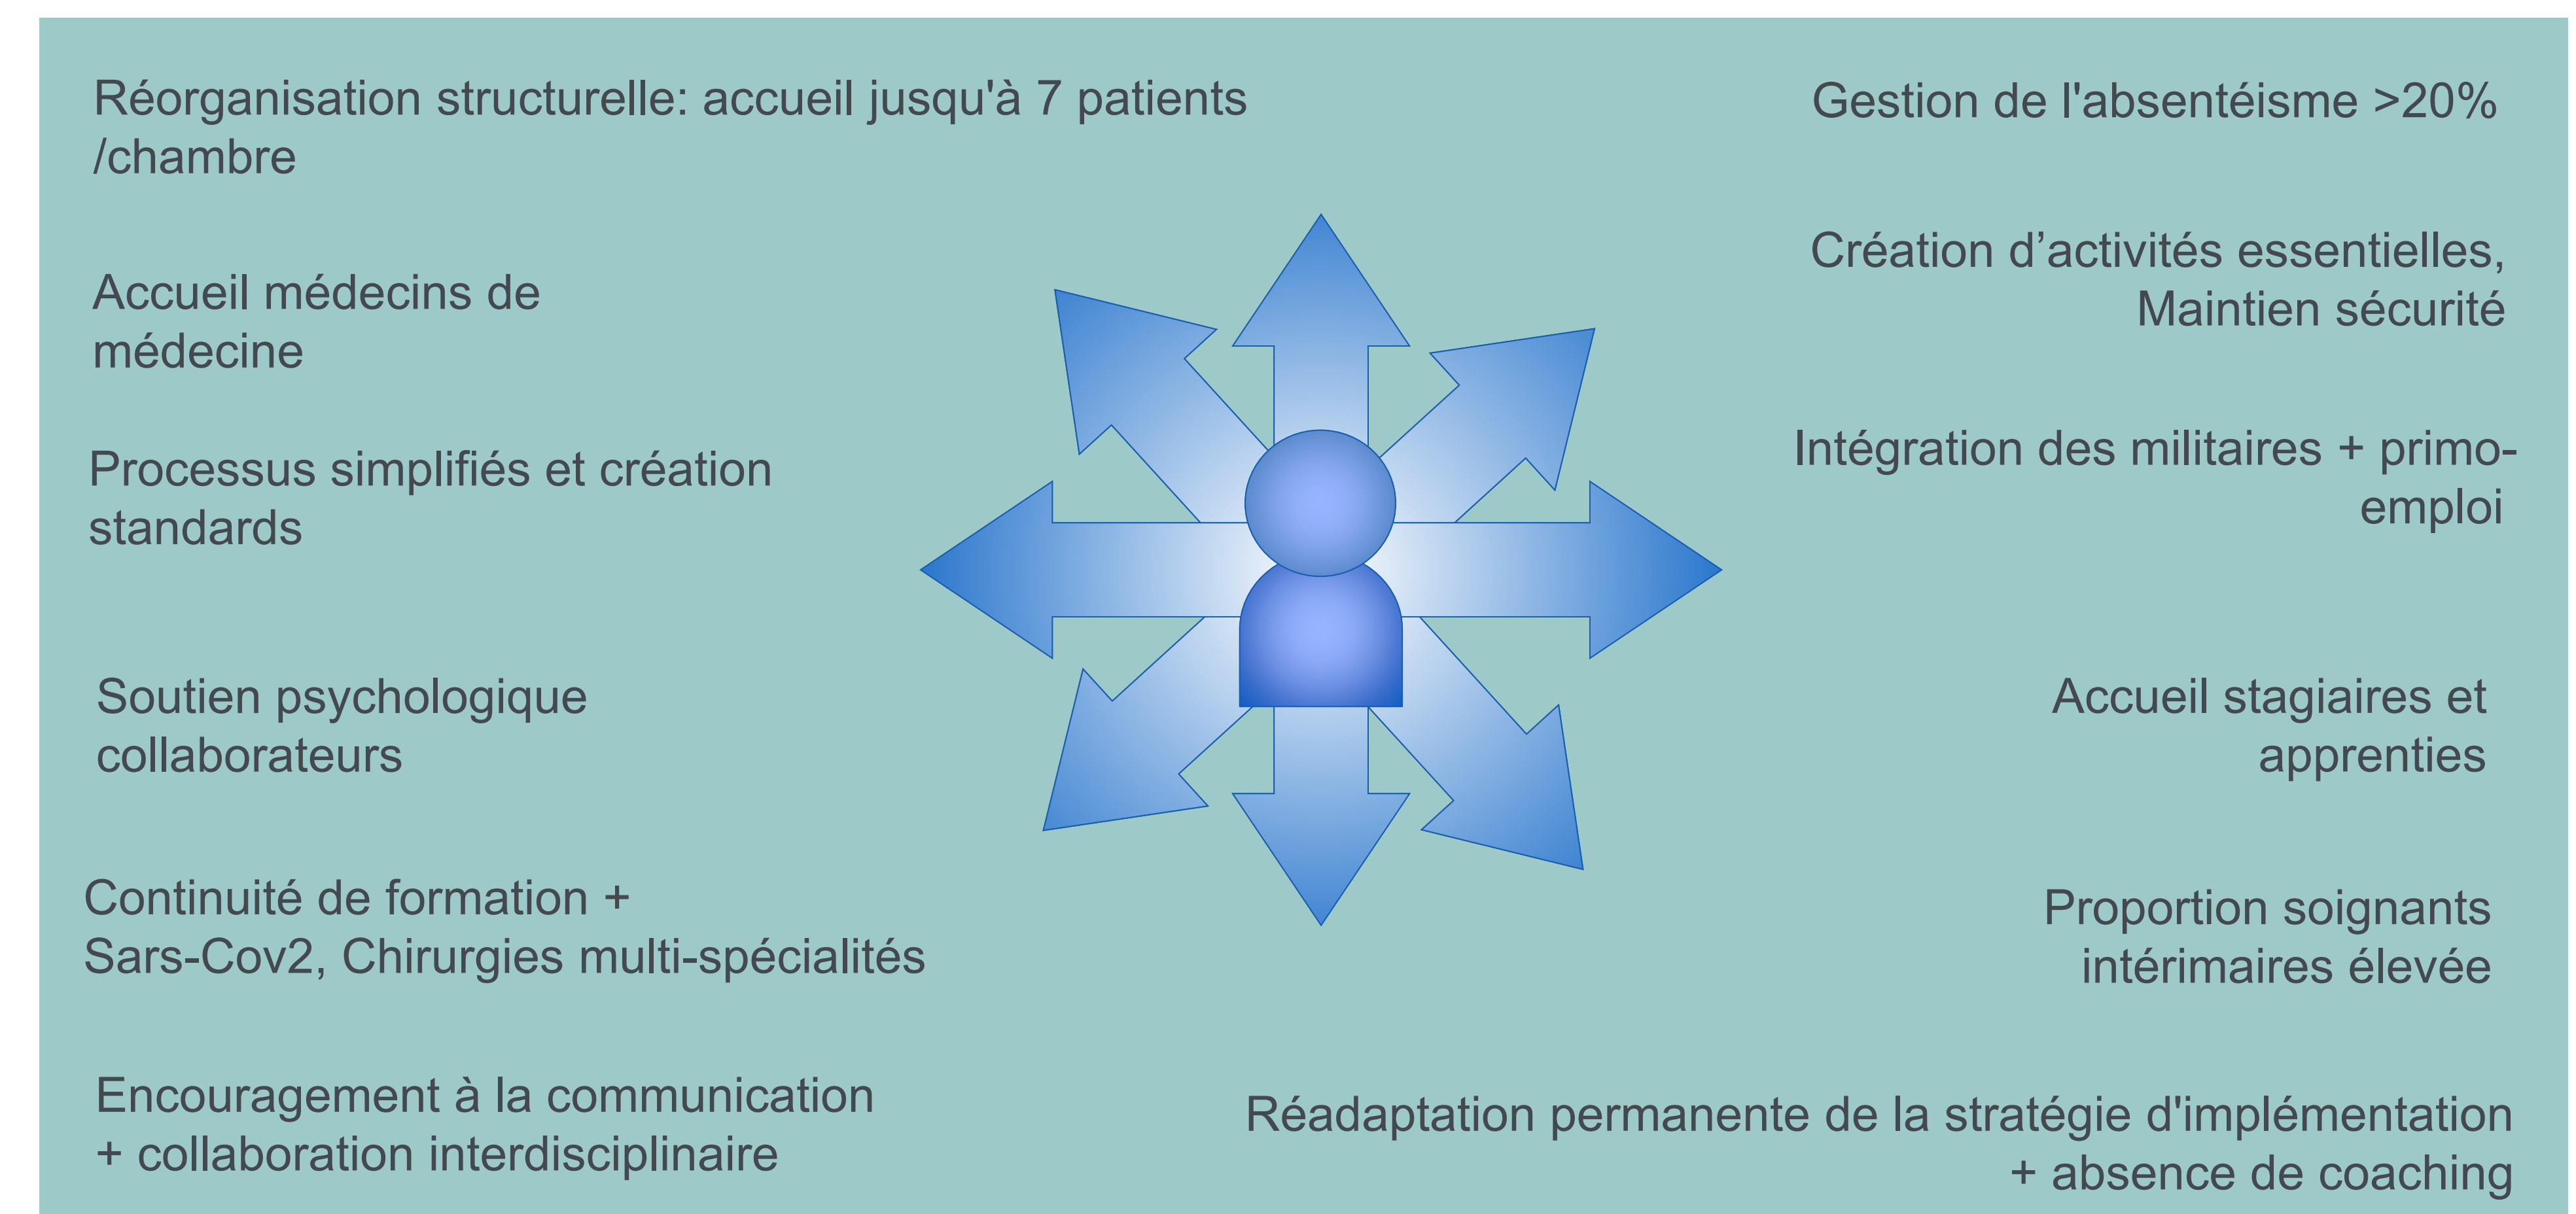 Réorganisation structurelle: accueil jusqu'à 7 patients
/chambre
Accueil médecins de
médecine
Processus simplifiés et création
standards
Soutien psychologique
collaborateurs
Continuité de formation +
Sars-Cov2, Chirurgies multi-spécialités
Encouragement à la communication
+ collaboration interdisciplinaire
Gestion de l'absentéisme >20%
Création d’activités essentielles,
Maintien sécurité
Intégration des militaires + primo-
emploi
Accueil stagiaires et
apprenties
Proportion soignants
intérimaires élevée
Réadaptation permanente de la stratégie d'implémentation
+ absence de coaching